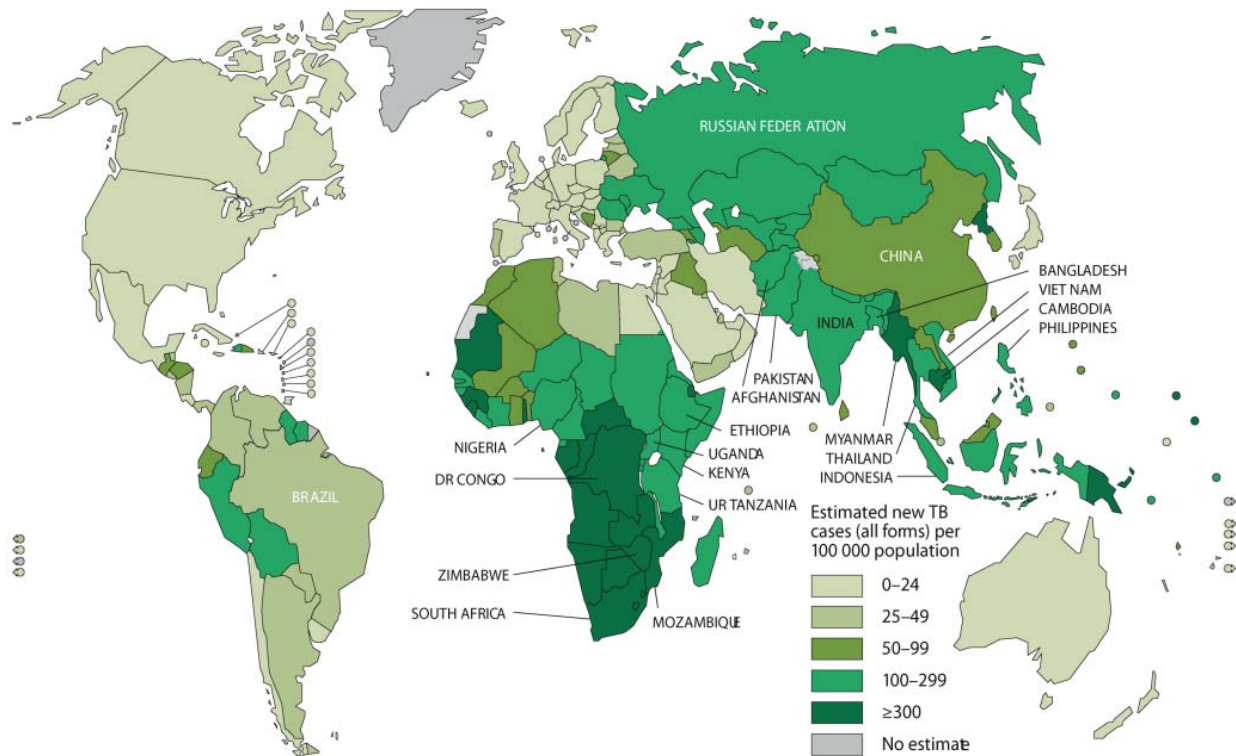 RUSSIAN FEDER ATION
CHINA
BANGLADESH
VIET NAM
CAMBODIA
PHILIPPINES
INDIA
PAKISTAN
AFGHANISTAN
ETHIOPIA
NIGERIA
UGANDA
KENYA
MYANMAR
THAILAND
INDONESIA
DR CONGO
UR TANZANIA
BRAZIL
ZIMBABWE
SOUTH AFRICA
MOZAMBIQUE
Estimated new TB
cases (all forms) per
100 000 population
0–24
25–49
50–99
100–299
≥300
No estimate